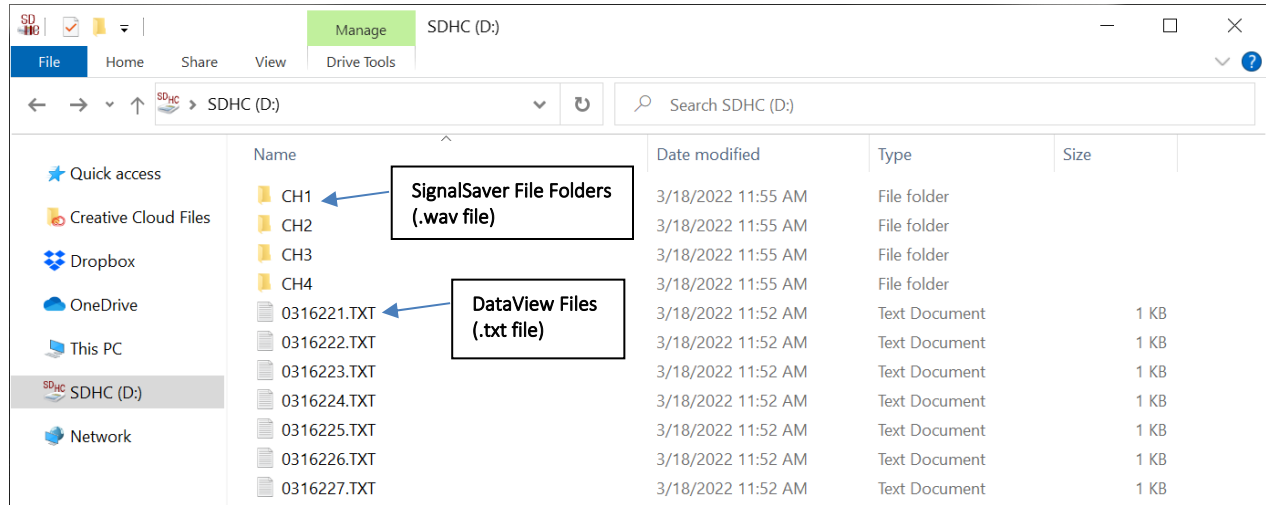 SD HC
Manage
SDHC (D:)
File
Home
Share
View
Drive Tools
?
SDHC
SDHC (D:)
Search SDHC (D:)
Name
Date modified
Type
Size
Quick access
Creative Cloud Files
Dropbox
OneDrive
This PC
SDHC
SDHC (D:)
Network
CH1
3/18/2022 11:55 AM
File folder
CH2
3/18/2022 11:55 AM
File folder
CH3
3/18/2022 11:55 AM
File folder
CH4
3/18/2022 11:55 AM
File folder
SignalSaver File Folders
(.wav file)
0316221.TXT
3/18/2022 11:52 AM
Text Document
1 KB
DataView Files
(.txt file)
0316222.TXT
3/18/2022 11:52 AM
Text Document
1 KB
0316223.TXT
3/18/2022 11:52 AM
Text Document
1 KB
0316224.TXT
3/18/2022 11:52 AM
Text Document
1 KB
0316225.TXT
3/18/2022 11:52 AM
Text Document
1 KB
0316226.TXT
3/18/2022 11:52 AM
Text Document
1 KB
0316227.TXT
3/18/2022 11:52 AM
Text Document
1 KB